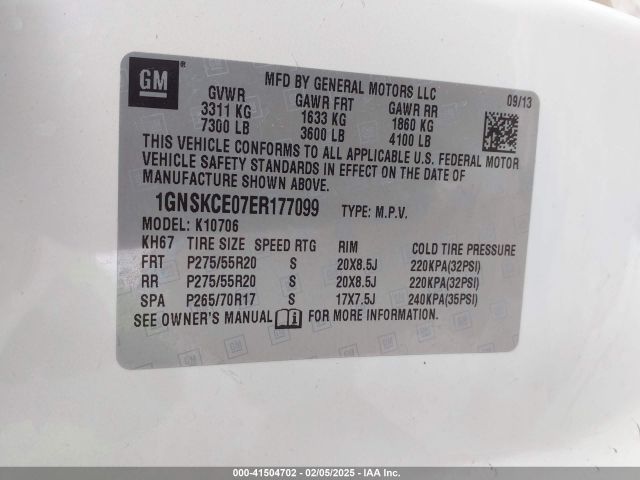 GM ®
MFD BY GENERAL MOTORS LLC
09/13
GVWR GAWR FRT GAWR RR
3311 KG 1633 KG 1860 KG
7300 LB 3600 LB 4100 LB
THIS VEHICLE CONFORMS TO ALL APPLICABLE U.S. FEDERAL MOTOR
VEHICLE SAFETY STANDARDS IN EFFECT ON THE DATE OF
MANUFACTURE SHOWN ABOVE.
1GNSKCE07ER177099 TYPE: M.P.V.
MODEL: K10706
KH67 TIRE SIZE SPEED RTG RIM COLD TIRE PRESSURE
FRT P275/55R20 S 20X8.5J 220KPA(32PSI)
RR P275/55R20 S 20X8.5J 220KPA(32PSI)
SPA P265/70R17 S 17X7.5J 240KPA(35PSI)
SEE OWNER'S MANUAL FOR MORE INFORMATION.
000-41504702 - 02/05/2025 - IAA Inc.